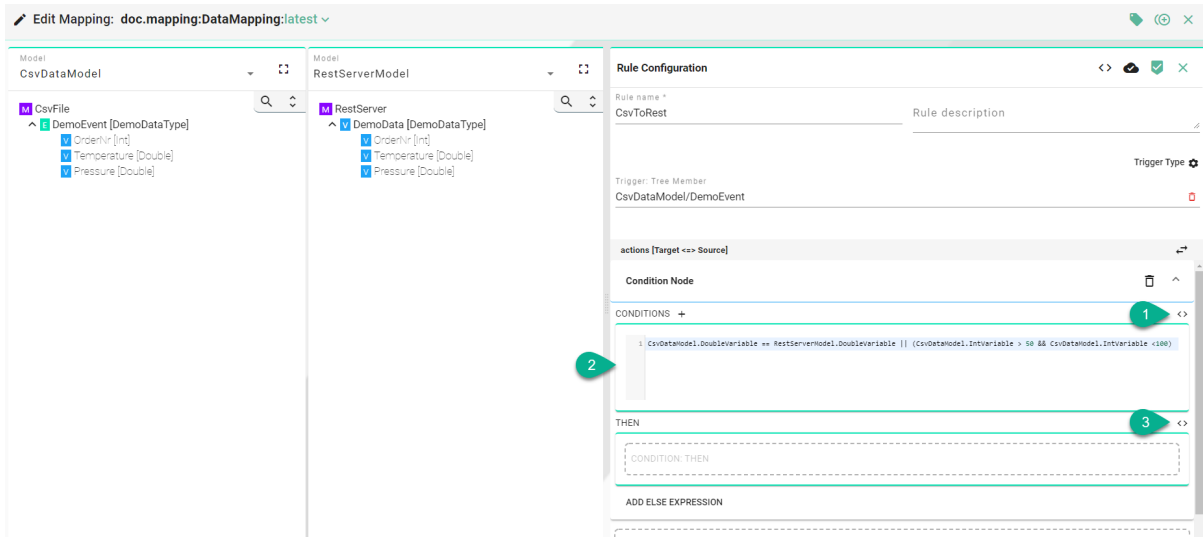 Edit Mapping: doc.mapping:DataMapping:latest
Model
CsvDataModel
M CsvFile
E DemoEvent [DemoDataType]
V OrderNr [Int]
V Temperature [Double]
V Pressure [Double]
Model
RestServerModel
M RestServer
V DemoData [DemoDataType]
V OrderNr [Int]
V Temperature [Double]
V Pressure [Double]
Rule Configuration
Rule name *
CsvToRest
Rule description
Trigger Type
Trigger: Tree Member
CsvDataModel/DemoEvent
actions [Target <=> Source]
Condition Node
CONDITIONS +
1
2
1 CsvDataModel.DoubleVariable == RestServerModel.DoubleVariable || (CsvDataModel.IntVariable > 50 && CsvDataModel.IntVariable <100)
THEN
3
CONDITION: THEN
ADD ELSE EXPRESSION